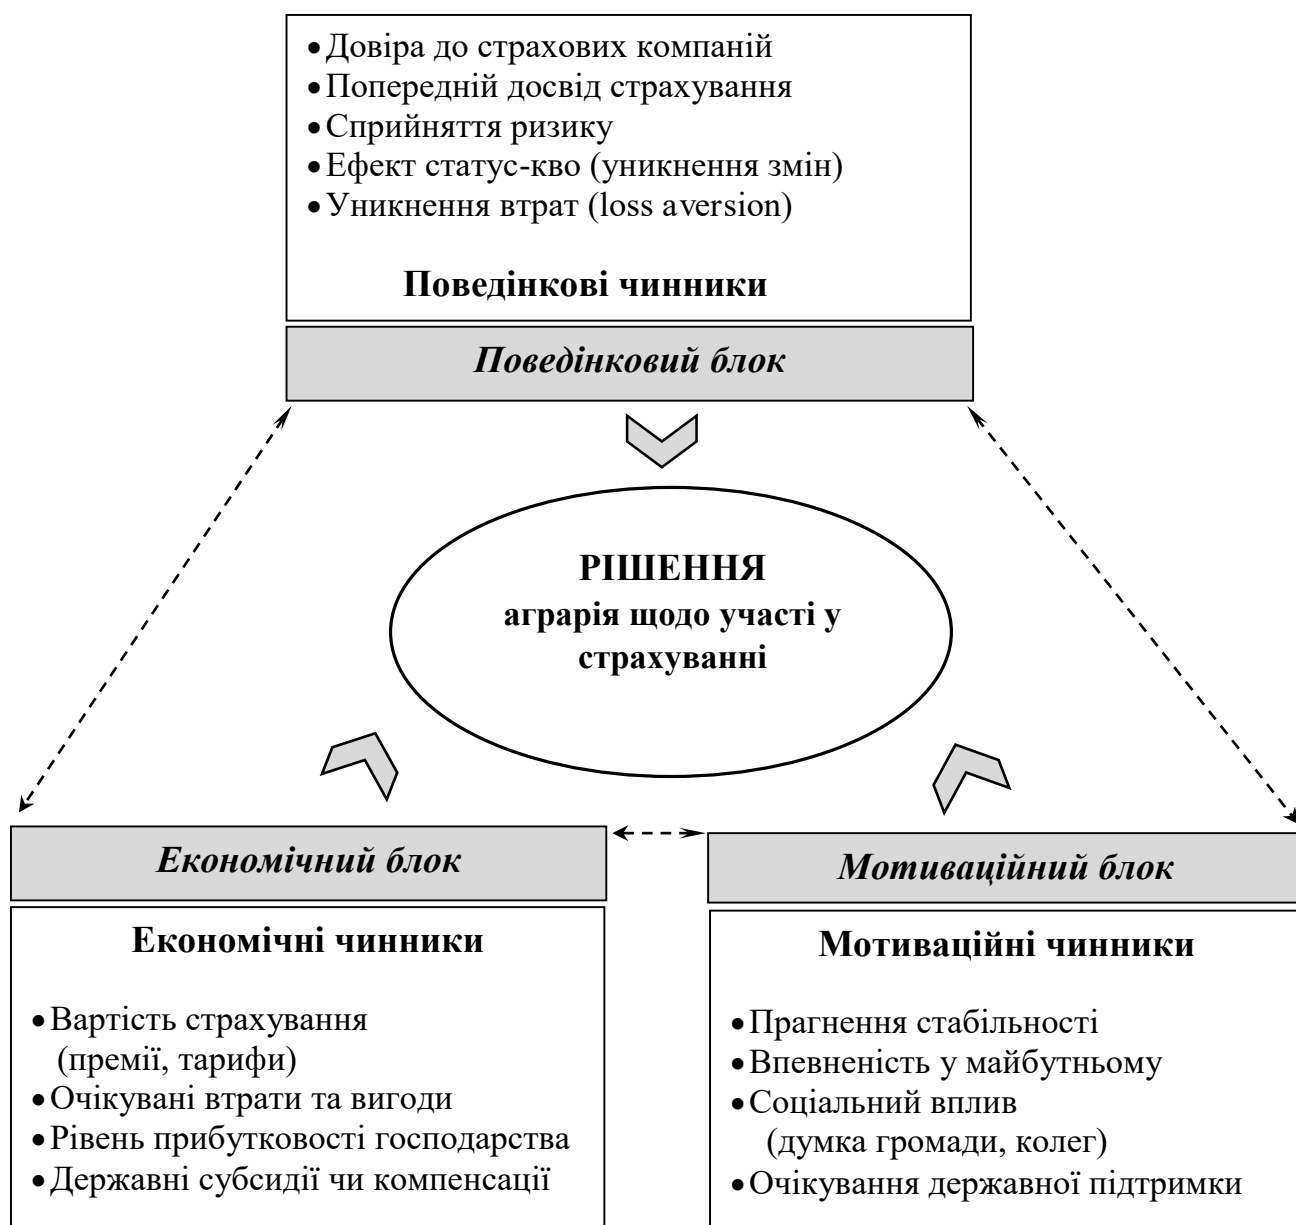 • Довіра до страхових компаній
• Попередній досвід страхування
• Сприйняття ризику
• Ефект статус-кво (уникнення змін)
• Уникнення втрат (loss aversion)
Поведінкові чинники
Поведінковий блок
РІШЕННЯ
аграрія щодо участі у
страхуванні
Економічний блок
Економічні чинники
• Вартість страхування
(премії, тарифи)
• Очікувані втрати та вигоди
• Рівень прибутковості господарства
• Державні субсидії чи компенсації
Мотиваційний блок
Мотиваційні чинники
• Прагнення стабільності
• Впевненість у майбутньому
• Соціальний вплив
(думка громади, колег)
• Очікування державної підтримки